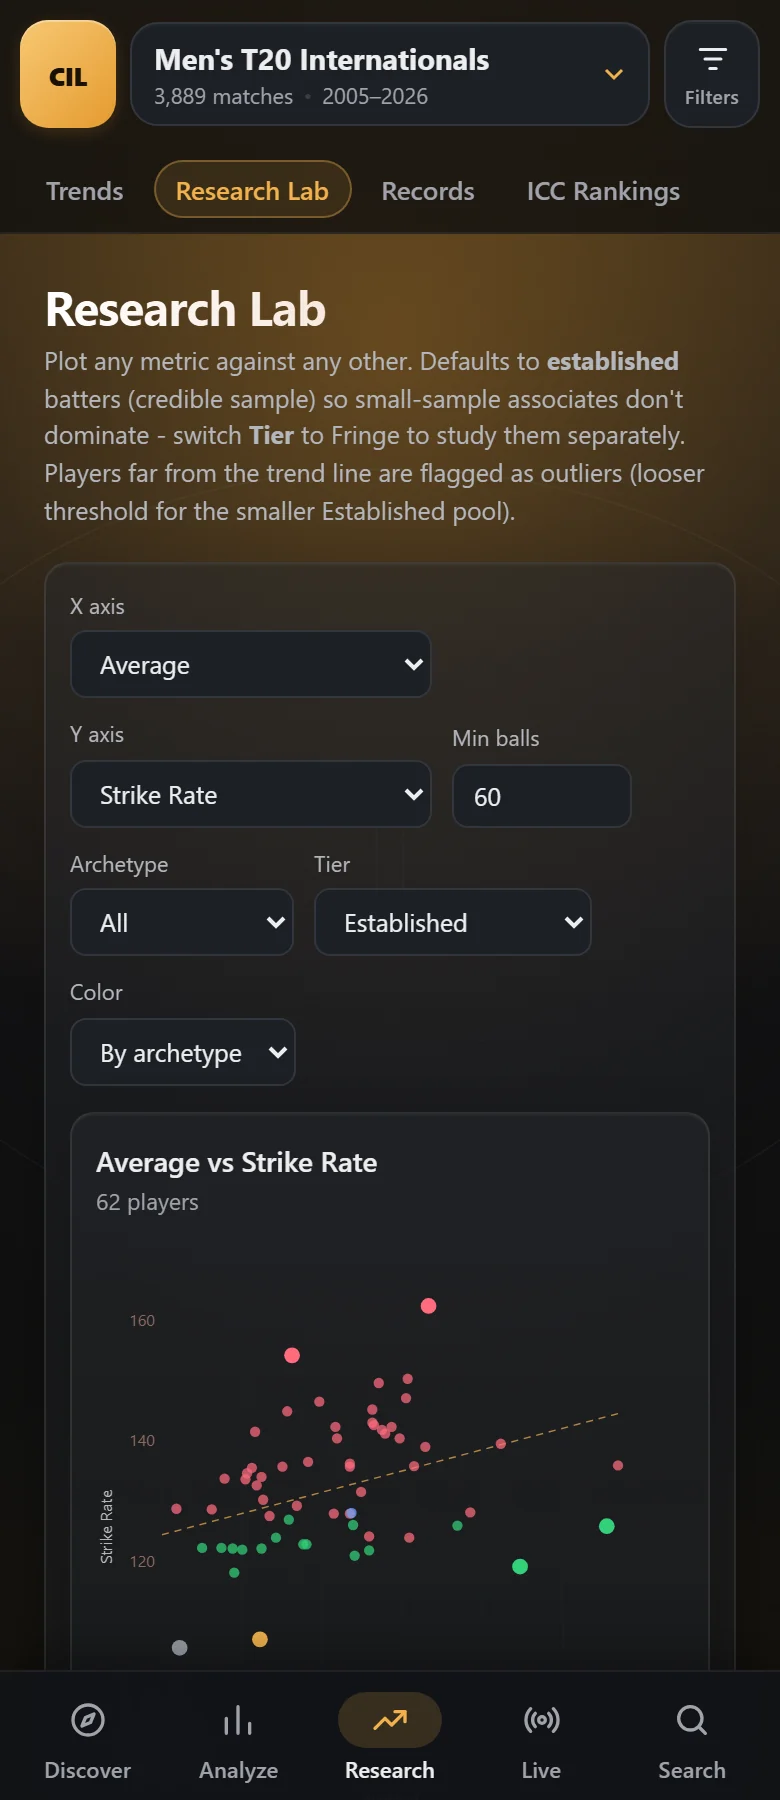 CIL
Men's T20 Internationals
3,889 matches • 2005–2026
Filters
Trends
Research Lab
Records
ICC Rankings
Research Lab
Plot any metric against any other. Defaults to established
batters (credible sample) so small-sample associates don't
dominate - switch Tier to Fringe to study them separately.
Players far from the trend line are flagged as outliers (looser
threshold for the smaller Established pool).
X axis
Average
Y axis
Strike Rate
Min balls
60
Archetype
All
Tier
Established
Color
By archetype
Average vs Strike Rate
62 players
160
140
120
Strike Rate
Discover
Analyze
Research
Live
Search